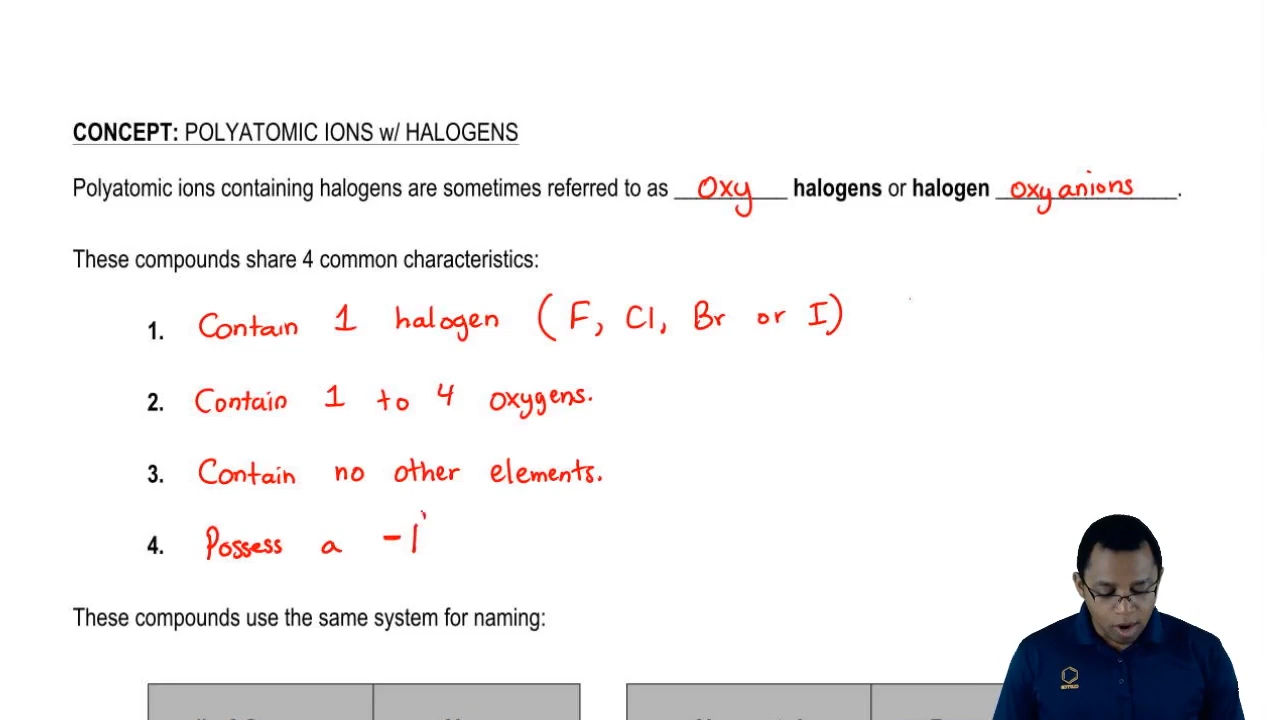 CONCEPT: POLYATOMIC IONS w/ HALOGENS
Polyatomic ions containing halogens are sometimes referred to as oxy halogens or halogen oxyanions.
These compounds share 4 common characteristics:
1. Contain 1 halogen (F, Cl, Br or I)
2. Contain 1 to 4 oxygens.
3. Contain no other elements.
4. Possess a -1
These compounds use the same system for naming: